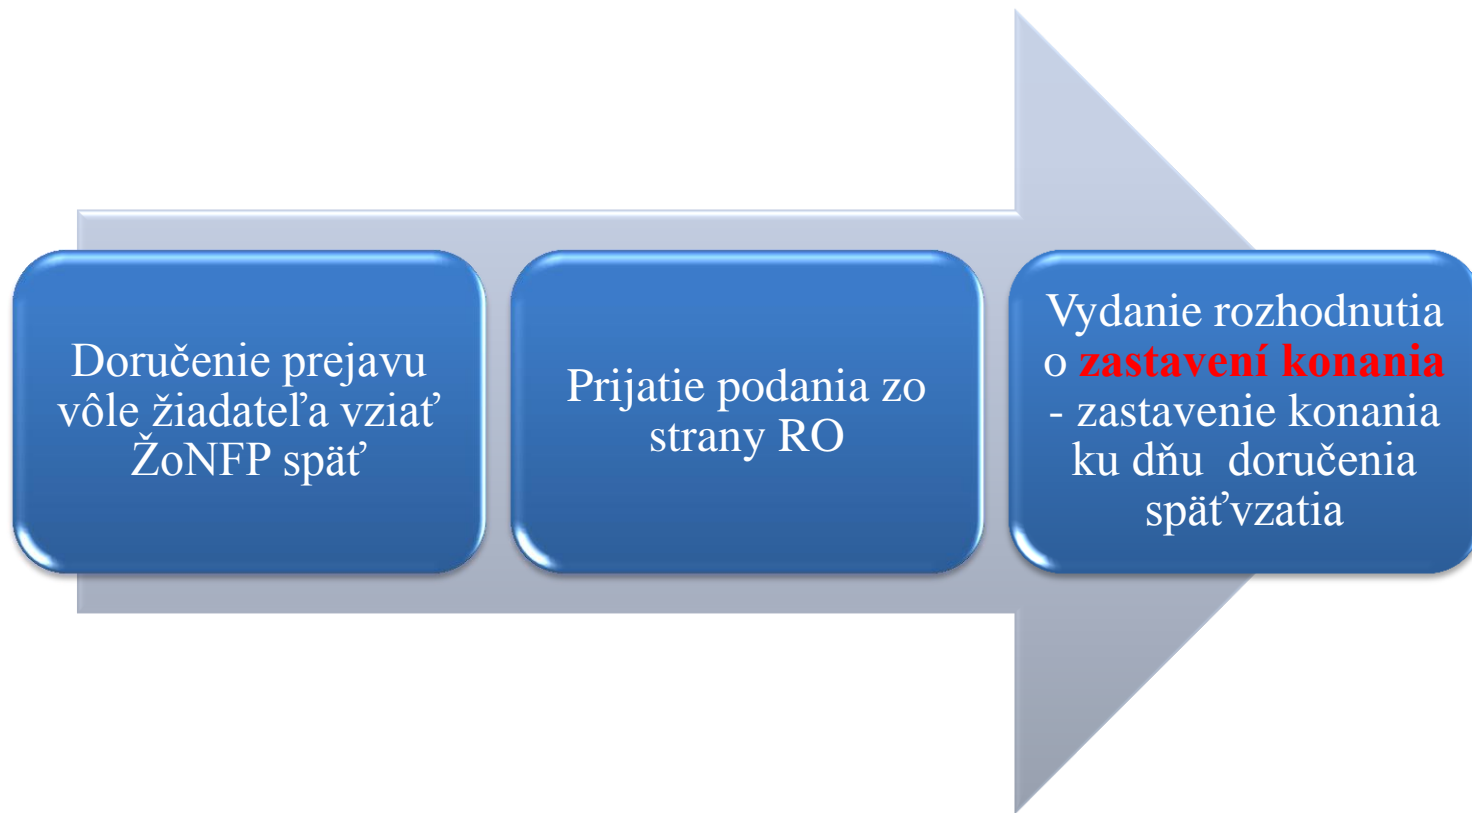 Doručenie prejavu
vôle žiadateľa vziať
ŽoNFP späť
Prijatie podania zo
strany RO
Vydanie rozhodnutia
o zastavení konania
- zastavenie konania
ku dňu  doručenia
späťvzatia